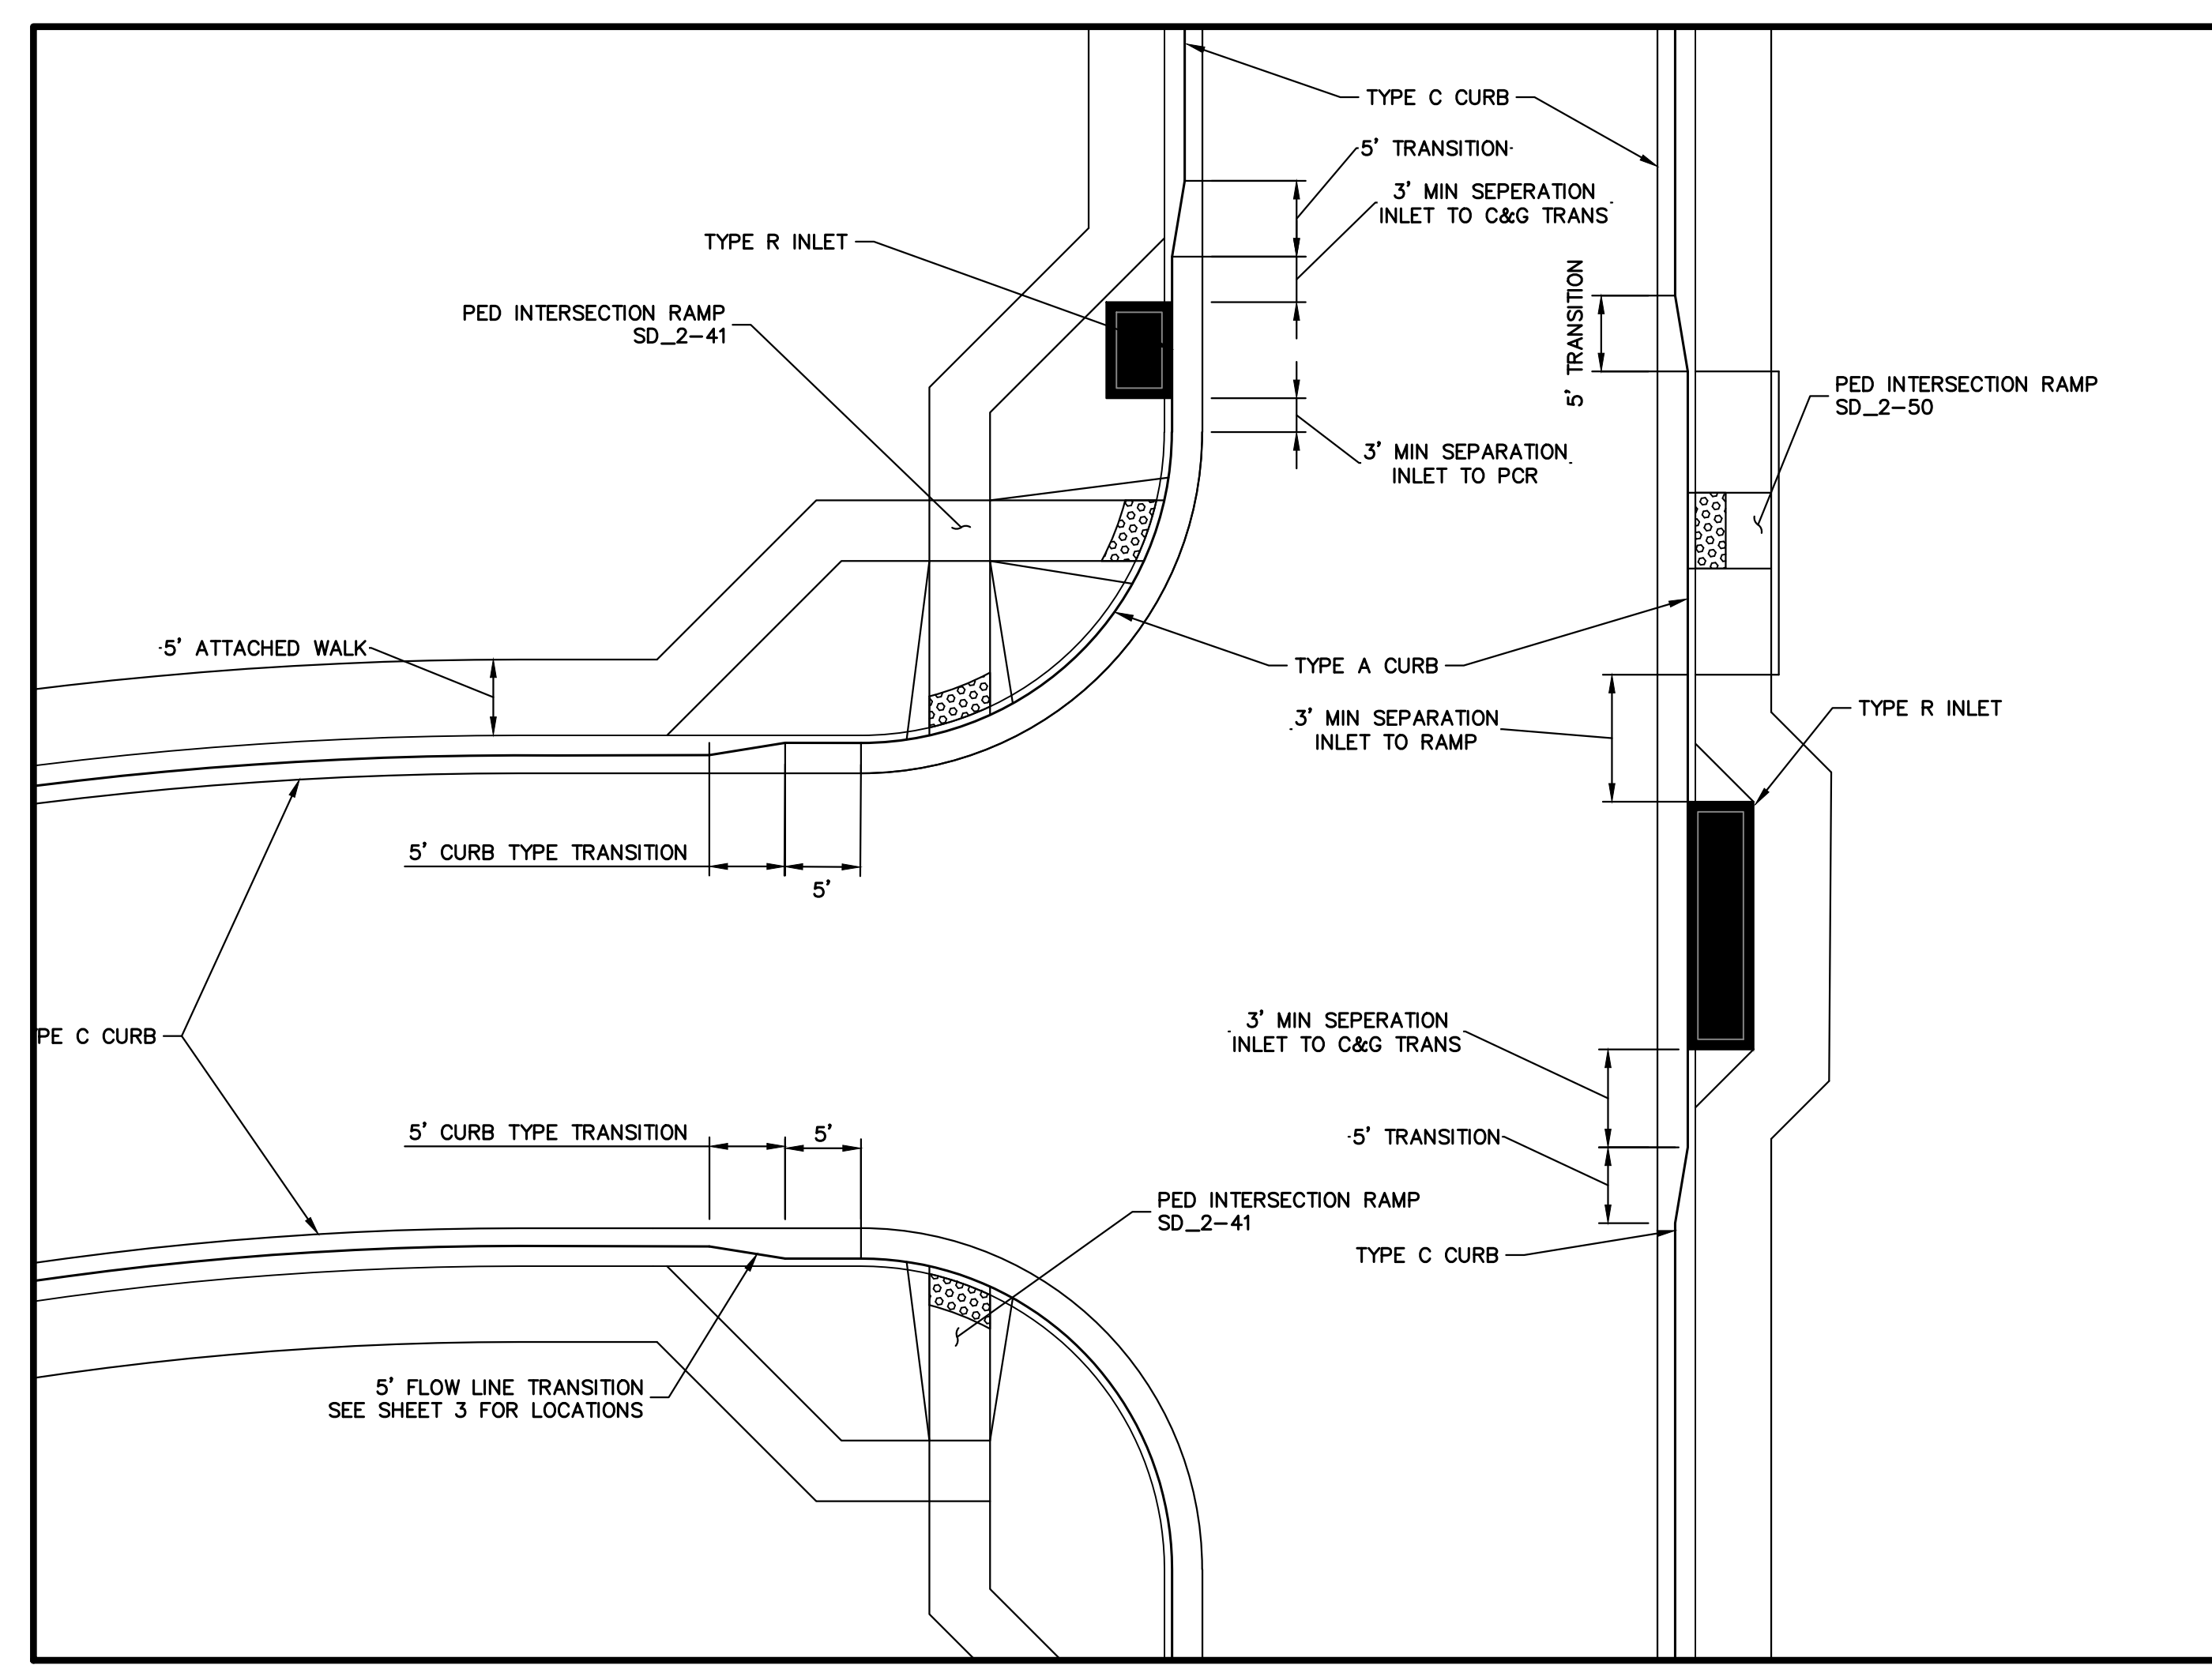 TYPE C CURB
5' TRANSITION
3' MIN SEPERATION
INLET TO C&G TRANS
TYPE R INLET
PED INTERSECTION RAMP
SD_2-41
5' TRANSITION
PED INTERSECTION RAMP
SD_2-50
3' MIN SEPARATION
INLET TO PCR
5' ATTACHED WALK
TYPE A CURB
3' MIN SEPARATION
INLET TO RAMP
TYPE R INLET
5' CURB TYPE TRANSITION
5'
PE C CURB
3' MIN SEPERATION
INLET TO C&G TRANS
5' CURB TYPE TRANSITION
5'
5' TRANSITION
PED INTERSECTION RAMP
SD_2-41
TYPE C CURB
5' FLOW LINE TRANSITION
SEE SHEET 3 FOR LOCATIONS